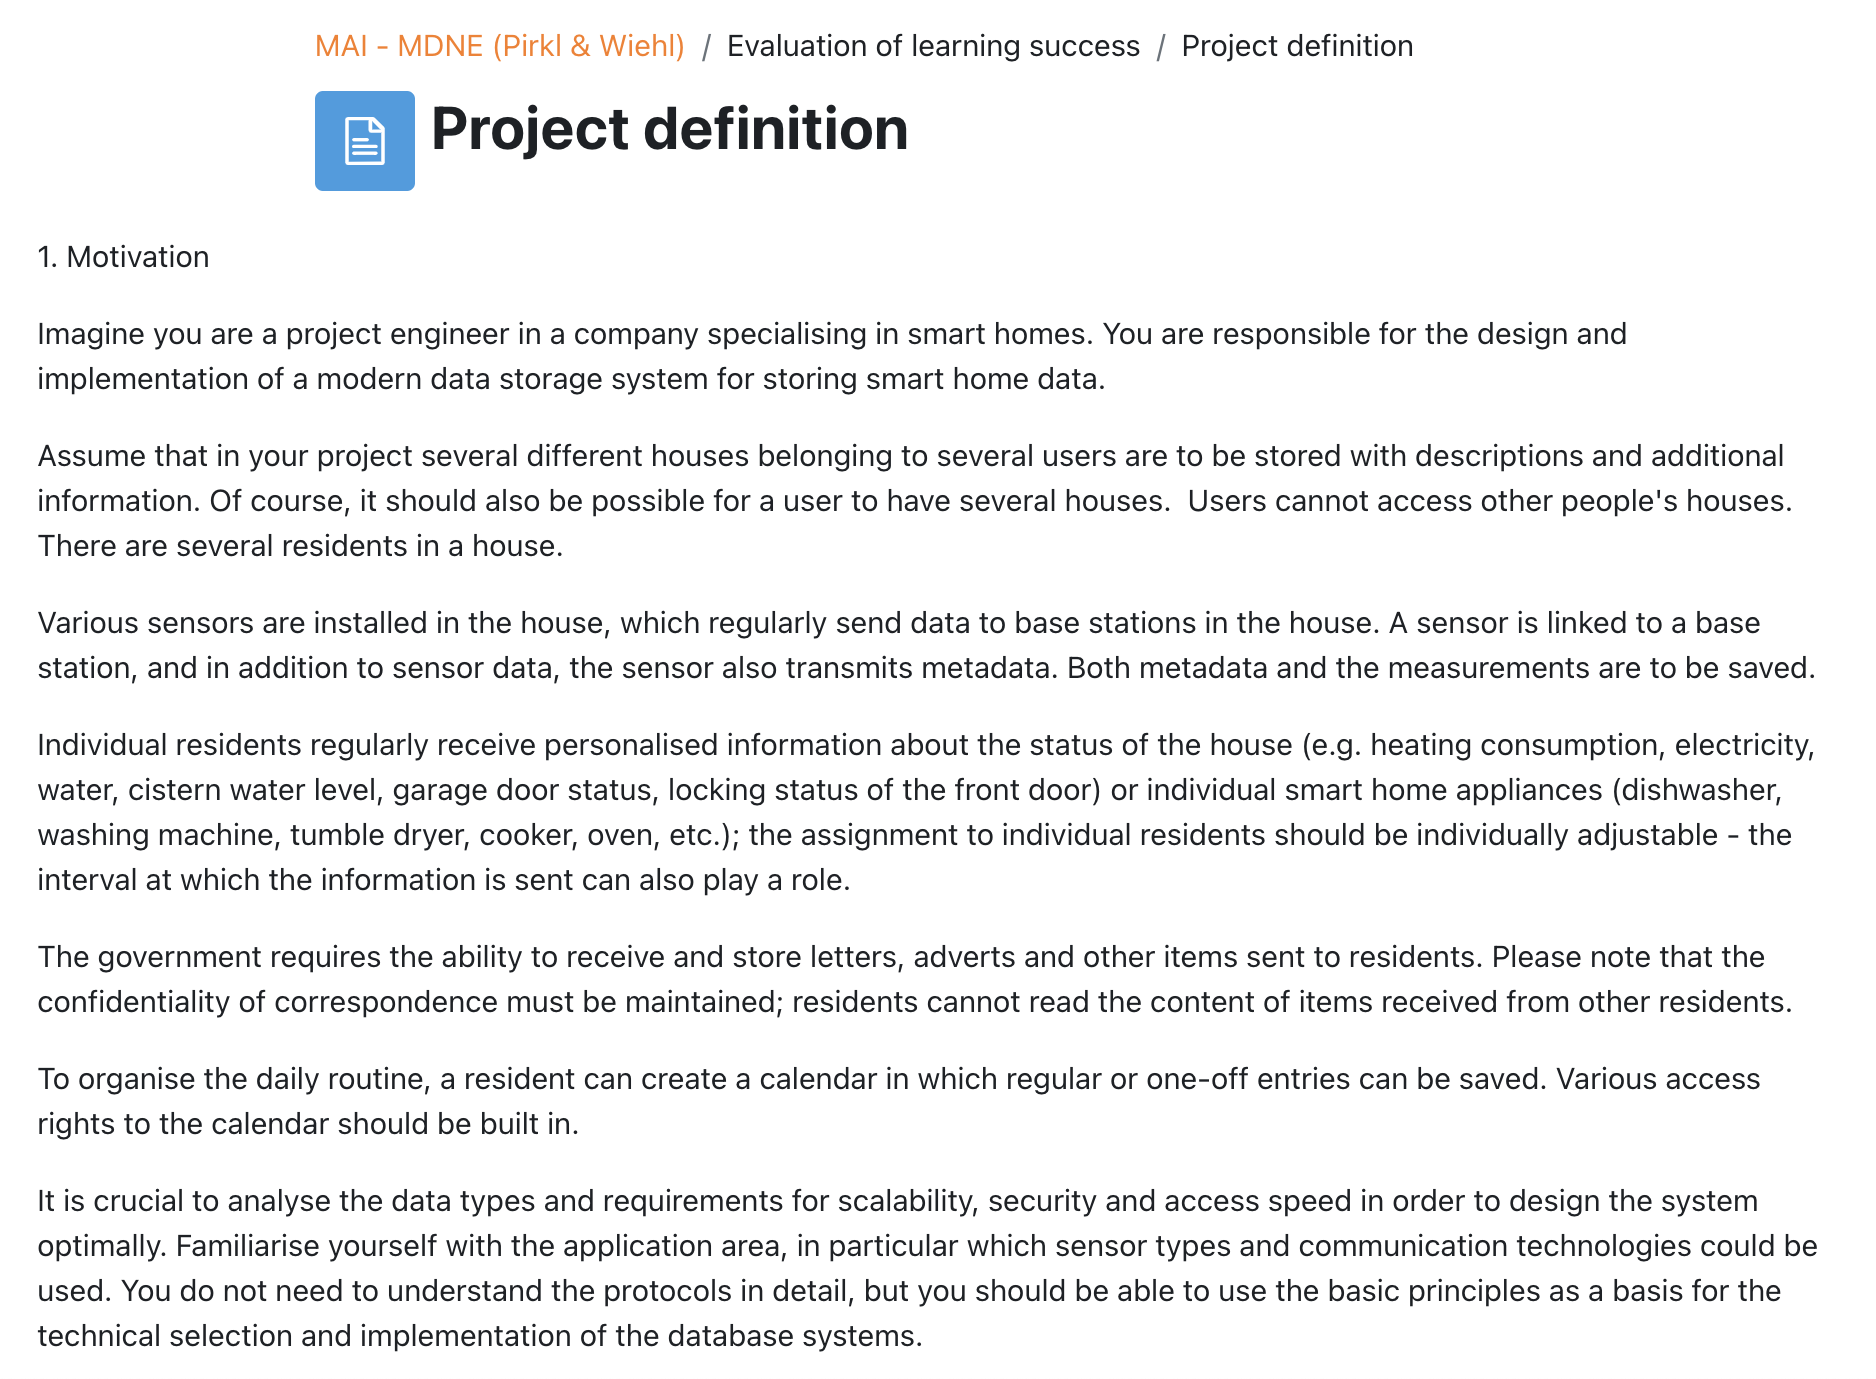 MAI - MDNE (Pirkl & Wiehl) / Evaluation of learning success / Project definition
Project definition
1. Motivation
Imagine you are a project engineer in a company specialising in smart homes. You are responsible for the design and
implementation of a modern data storage system for storing smart home data.
Assume that in your project several different houses belonging to several users are to be stored with descriptions and additional
information. Of course, it should also be possible for a user to have several houses.  Users cannot access other people's houses.
There are several residents in a house.
Various sensors are installed in the house, which regularly send data to base stations in the house. A sensor is linked to a base
station, and in addition to sensor data, the sensor also transmits metadata. Both metadata and the measurements are to be saved.
Individual residents regularly receive personalised information about the status of the house (e.g. heating consumption, electricity,
water, cistern water level, garage door status, locking status of the front door) or individual smart home appliances (dishwasher,
washing machine, tumble dryer, cooker, oven, etc.); the assignment to individual residents should be individually adjustable - the
interval at which the information is sent can also play a role.
The government requires the ability to receive and store letters, adverts and other items sent to residents. Please note that the
confidentiality of correspondence must be maintained; residents cannot read the content of items received from other residents.
To organise the daily routine, a resident can create a calendar in which regular or one-off entries can be saved. Various access
rights to the calendar should be built in.
It is crucial to analyse the data types and requirements for scalability, security and access speed in order to design the system
optimally. Familiarise yourself with the application area, in particular which sensor types and communication technologies could be
used. You do not need to understand the protocols in detail, but you should be able to use the basic principles as a basis for the
technical selection and implementation of the database systems.